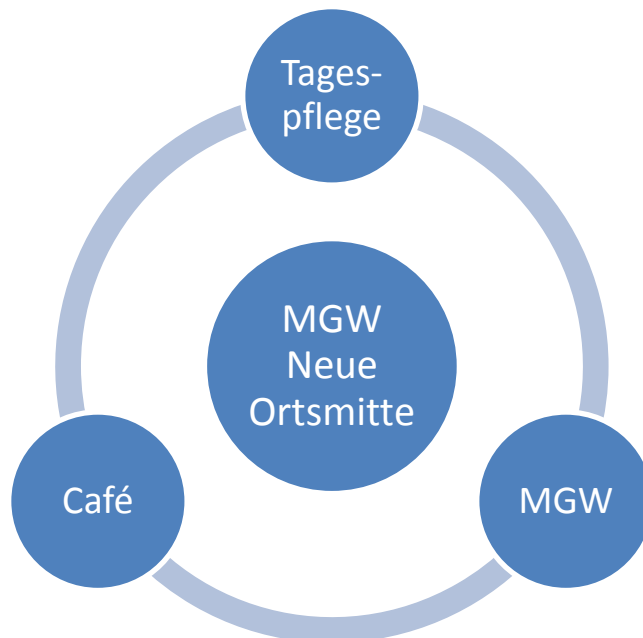 Tages-
pflege
MGW
Neue
Ortsmitte
Café
MGW